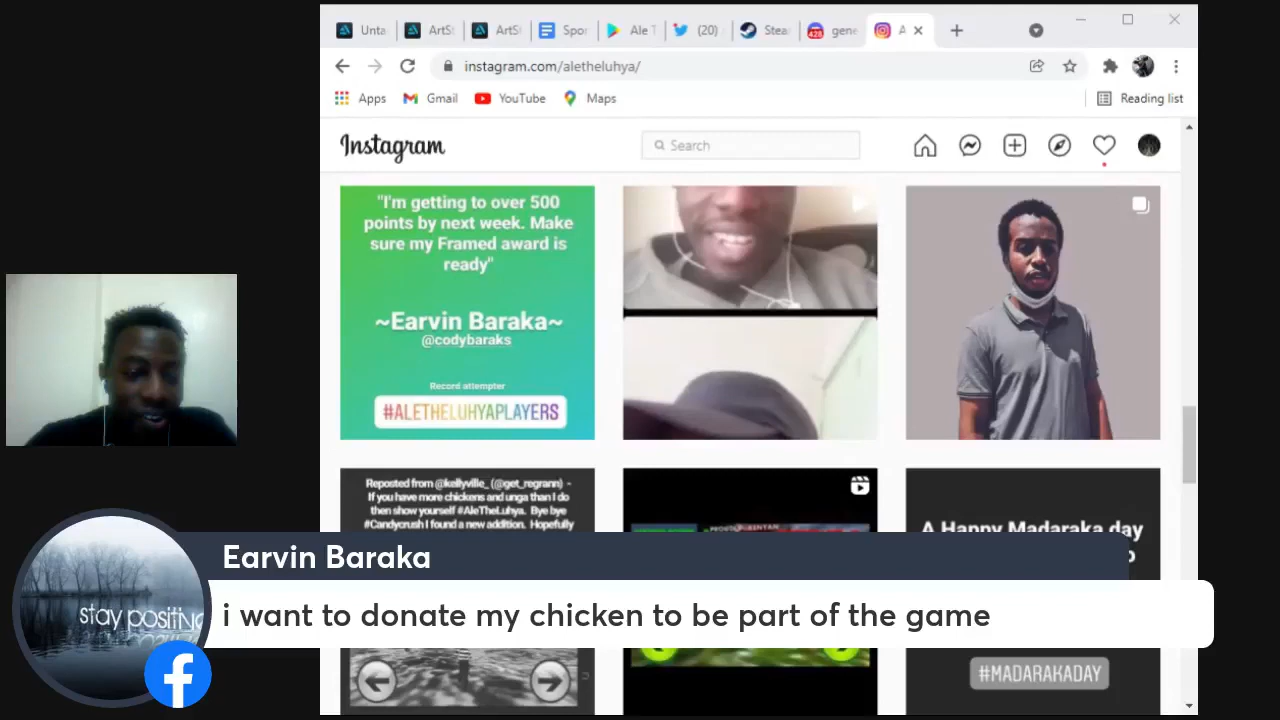 Unta
ArtSt
ArtSt
Spor
Ale T
(20)
Stea
428
gene
A
instagram.com/aletheluhya/
Apps
Gmail
YouTube
Maps
Reading list
Instagram
Search
"I'm getting to over 500
points by next week. Make
sure my Framed award is
ready"
~Earvin Baraka~
@codybaraks
Record attempter
#ALETHELUHYAPLAYERS
Reposted from @kellyville_ (@get_regrann) -
If you have more chickens and unga than I do
then show yourself #AleTheLuhya. Bye bye
#Candycrush I found a new addition. Hopefully
A Happy Madaraka day
#MADARAKADAY
stay positive
Earvin Baraka
i want to donate my chicken to be part of the game